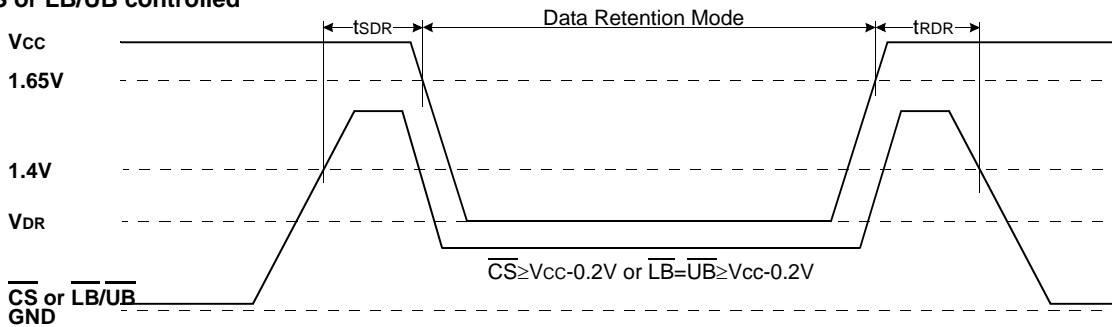 CS or LB/UB controlled
tSDR
Data Retention Mode
tRDR
VCC
1.65V
1.4V
VDR
CS≥VCC-0.2V or LB=UB≥Vcc-0.2V
CS or LB/UB
GND